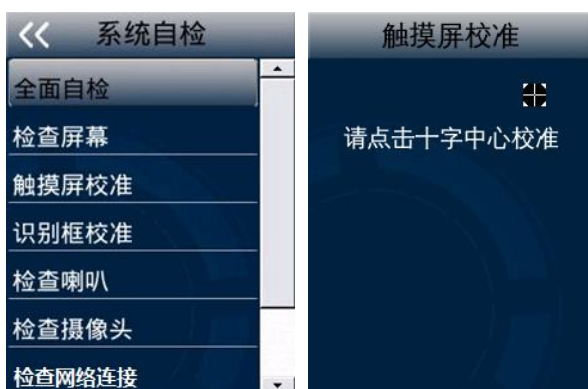 系统自检
全面自检
检查屏幕
触摸屏校准
识别框校准
检查喇叭
检查摄像头
检查网络连接
触摸屏校准
请点击十字中心校准